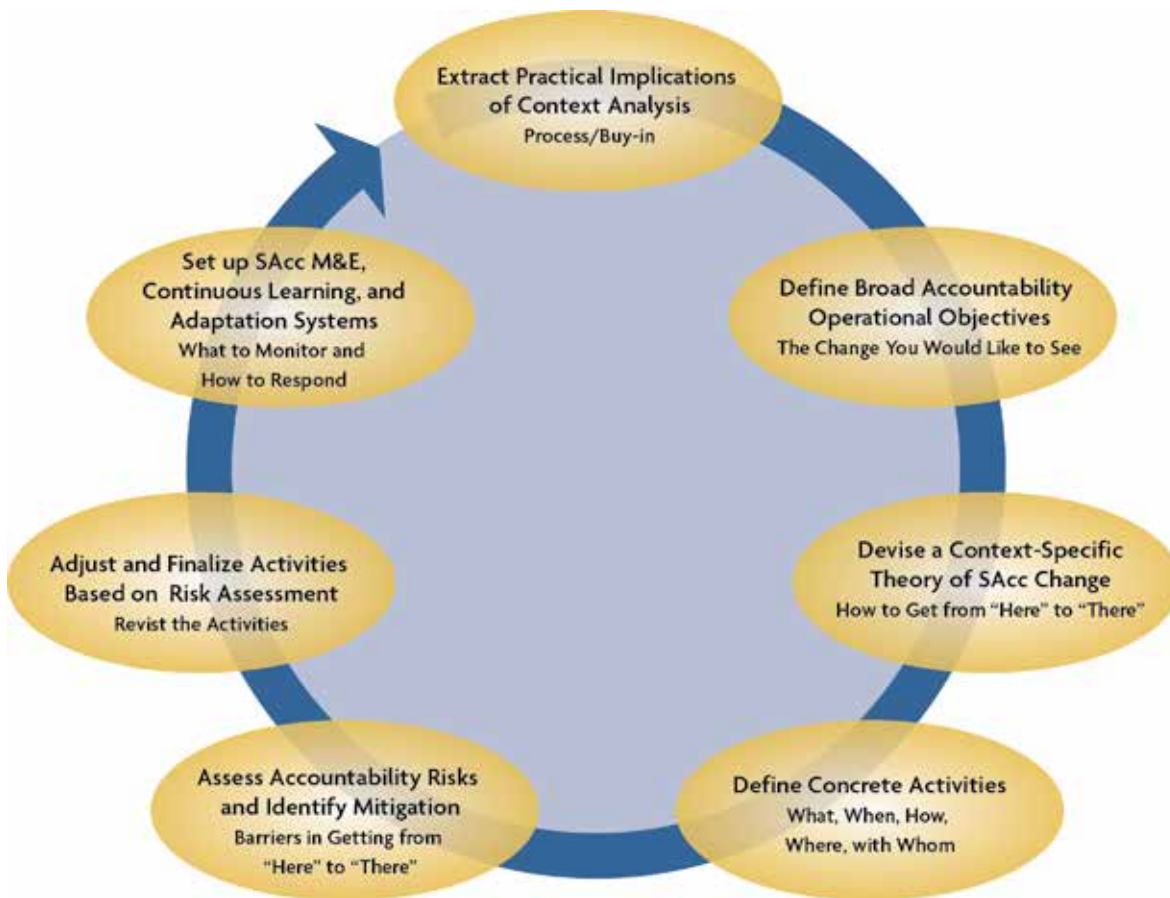 Extract Practical Implications
of Context Analysis
Process/Buy-in
Define Broad Accountability
Operational Objectives
The Change You Would Like to See
Devise a Context-Specific
Theory of SAcc Change
How to Get from “Here” to “There”
Define Concrete Activities
What, When, How,
Where, with Whom
Assess Accountability Risks
and Identify Mitigation
Barriers in Getting from
“Here” to “There”
Adjust and Finalize Activities
Based on Risk Assessment
Revist the Activities
Set up SAcc M&E,
Continuous Learning, and
Adaptation Systems
What to Monitor and
How to Respond